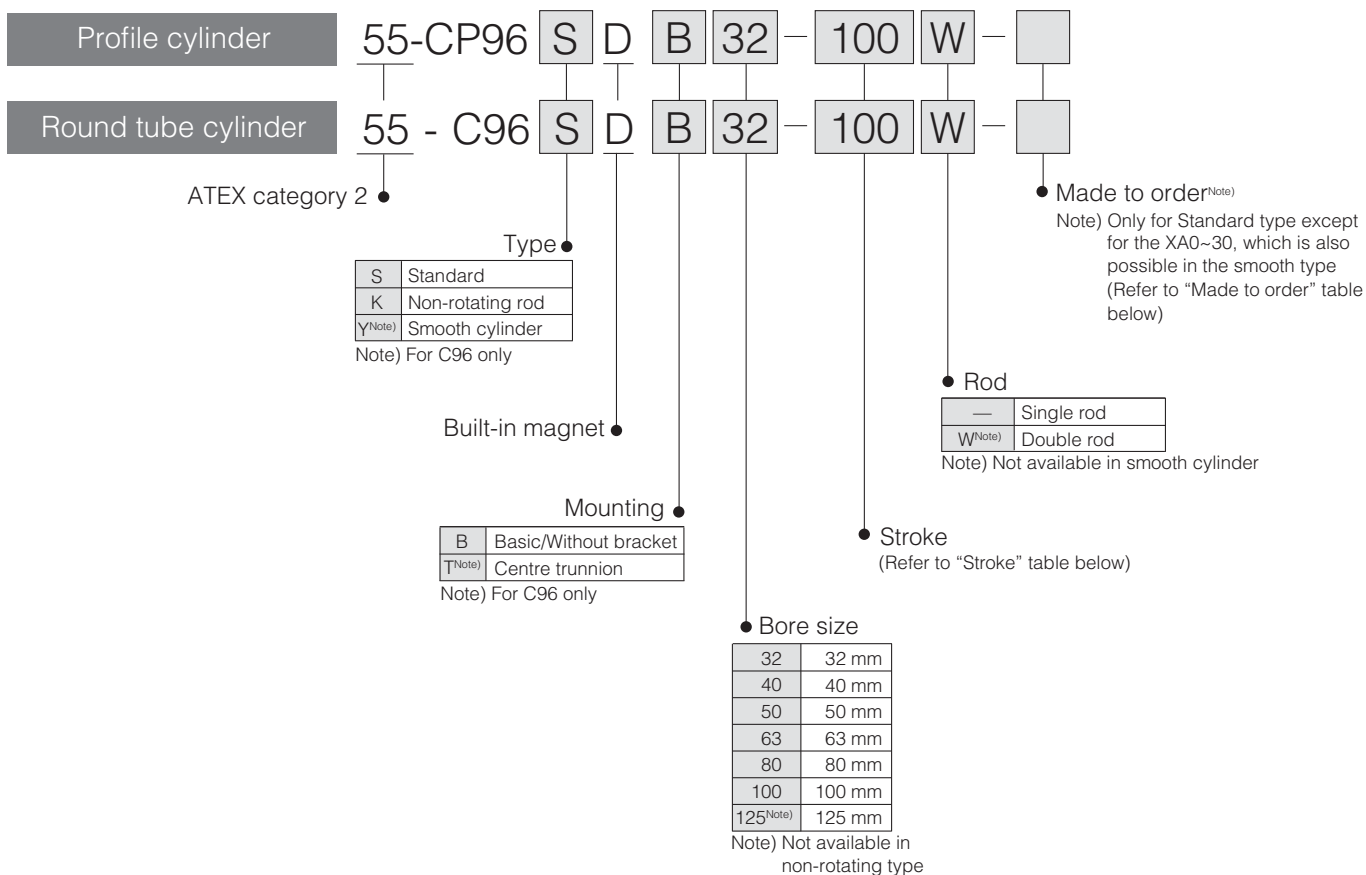 Profile cylinder 55-CP96 S D B 32 — 100 W —
Round tube cylinder 55 - C96 S D B 32 — 100 W —
ATEX category 2
Made to order Note)
Note) Only for Standard type except
for the XA0~30, which is also
possible in the smooth type
(Refer to “Made to order” table
below)
Type
S Standard
K Non-rotating rod
Y Note) Smooth cylinder
Note) For C96 only
Rod
— Single rod
W Note) Double rod
Note) Not available in smooth cylinder
Built-in magnet
Mounting
B Basic/Without bracket
T Note) Centre trunnion
Note) For C96 only
Stroke
(Refer to “Stroke” table below)
Bore size
32 32 mm
40 40 mm
50 50 mm
63 63 mm
80 80 mm
100 100 mm
125 Note) 125 mm
Note) Not available in
non-rotating type